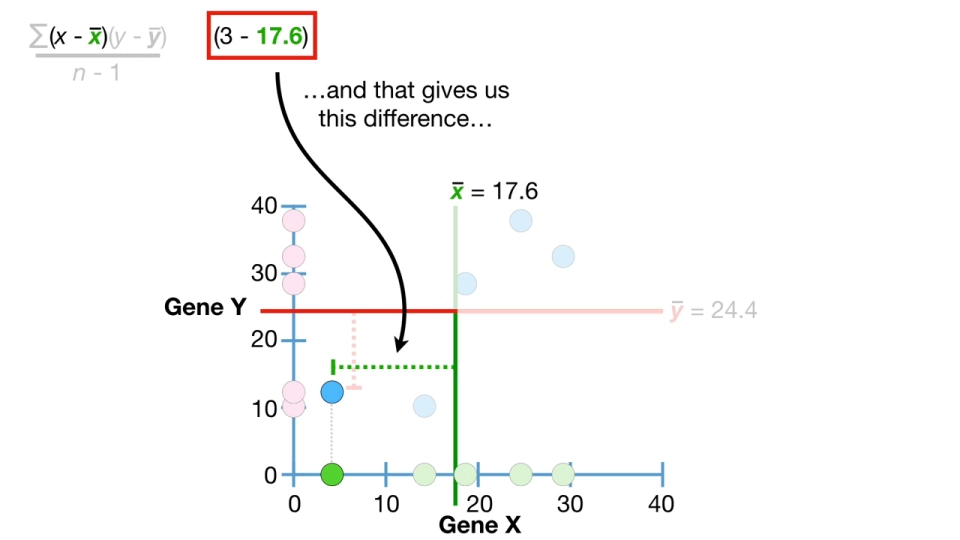 ∑(x - x̅)(y - y̅)
n - 1
(3 - 17.6)
…and that gives us
this difference…
x̅ = 17.6
40
30
Gene Y
y̅ = 24.4
20
10
0
0 10 20 30 40
Gene X